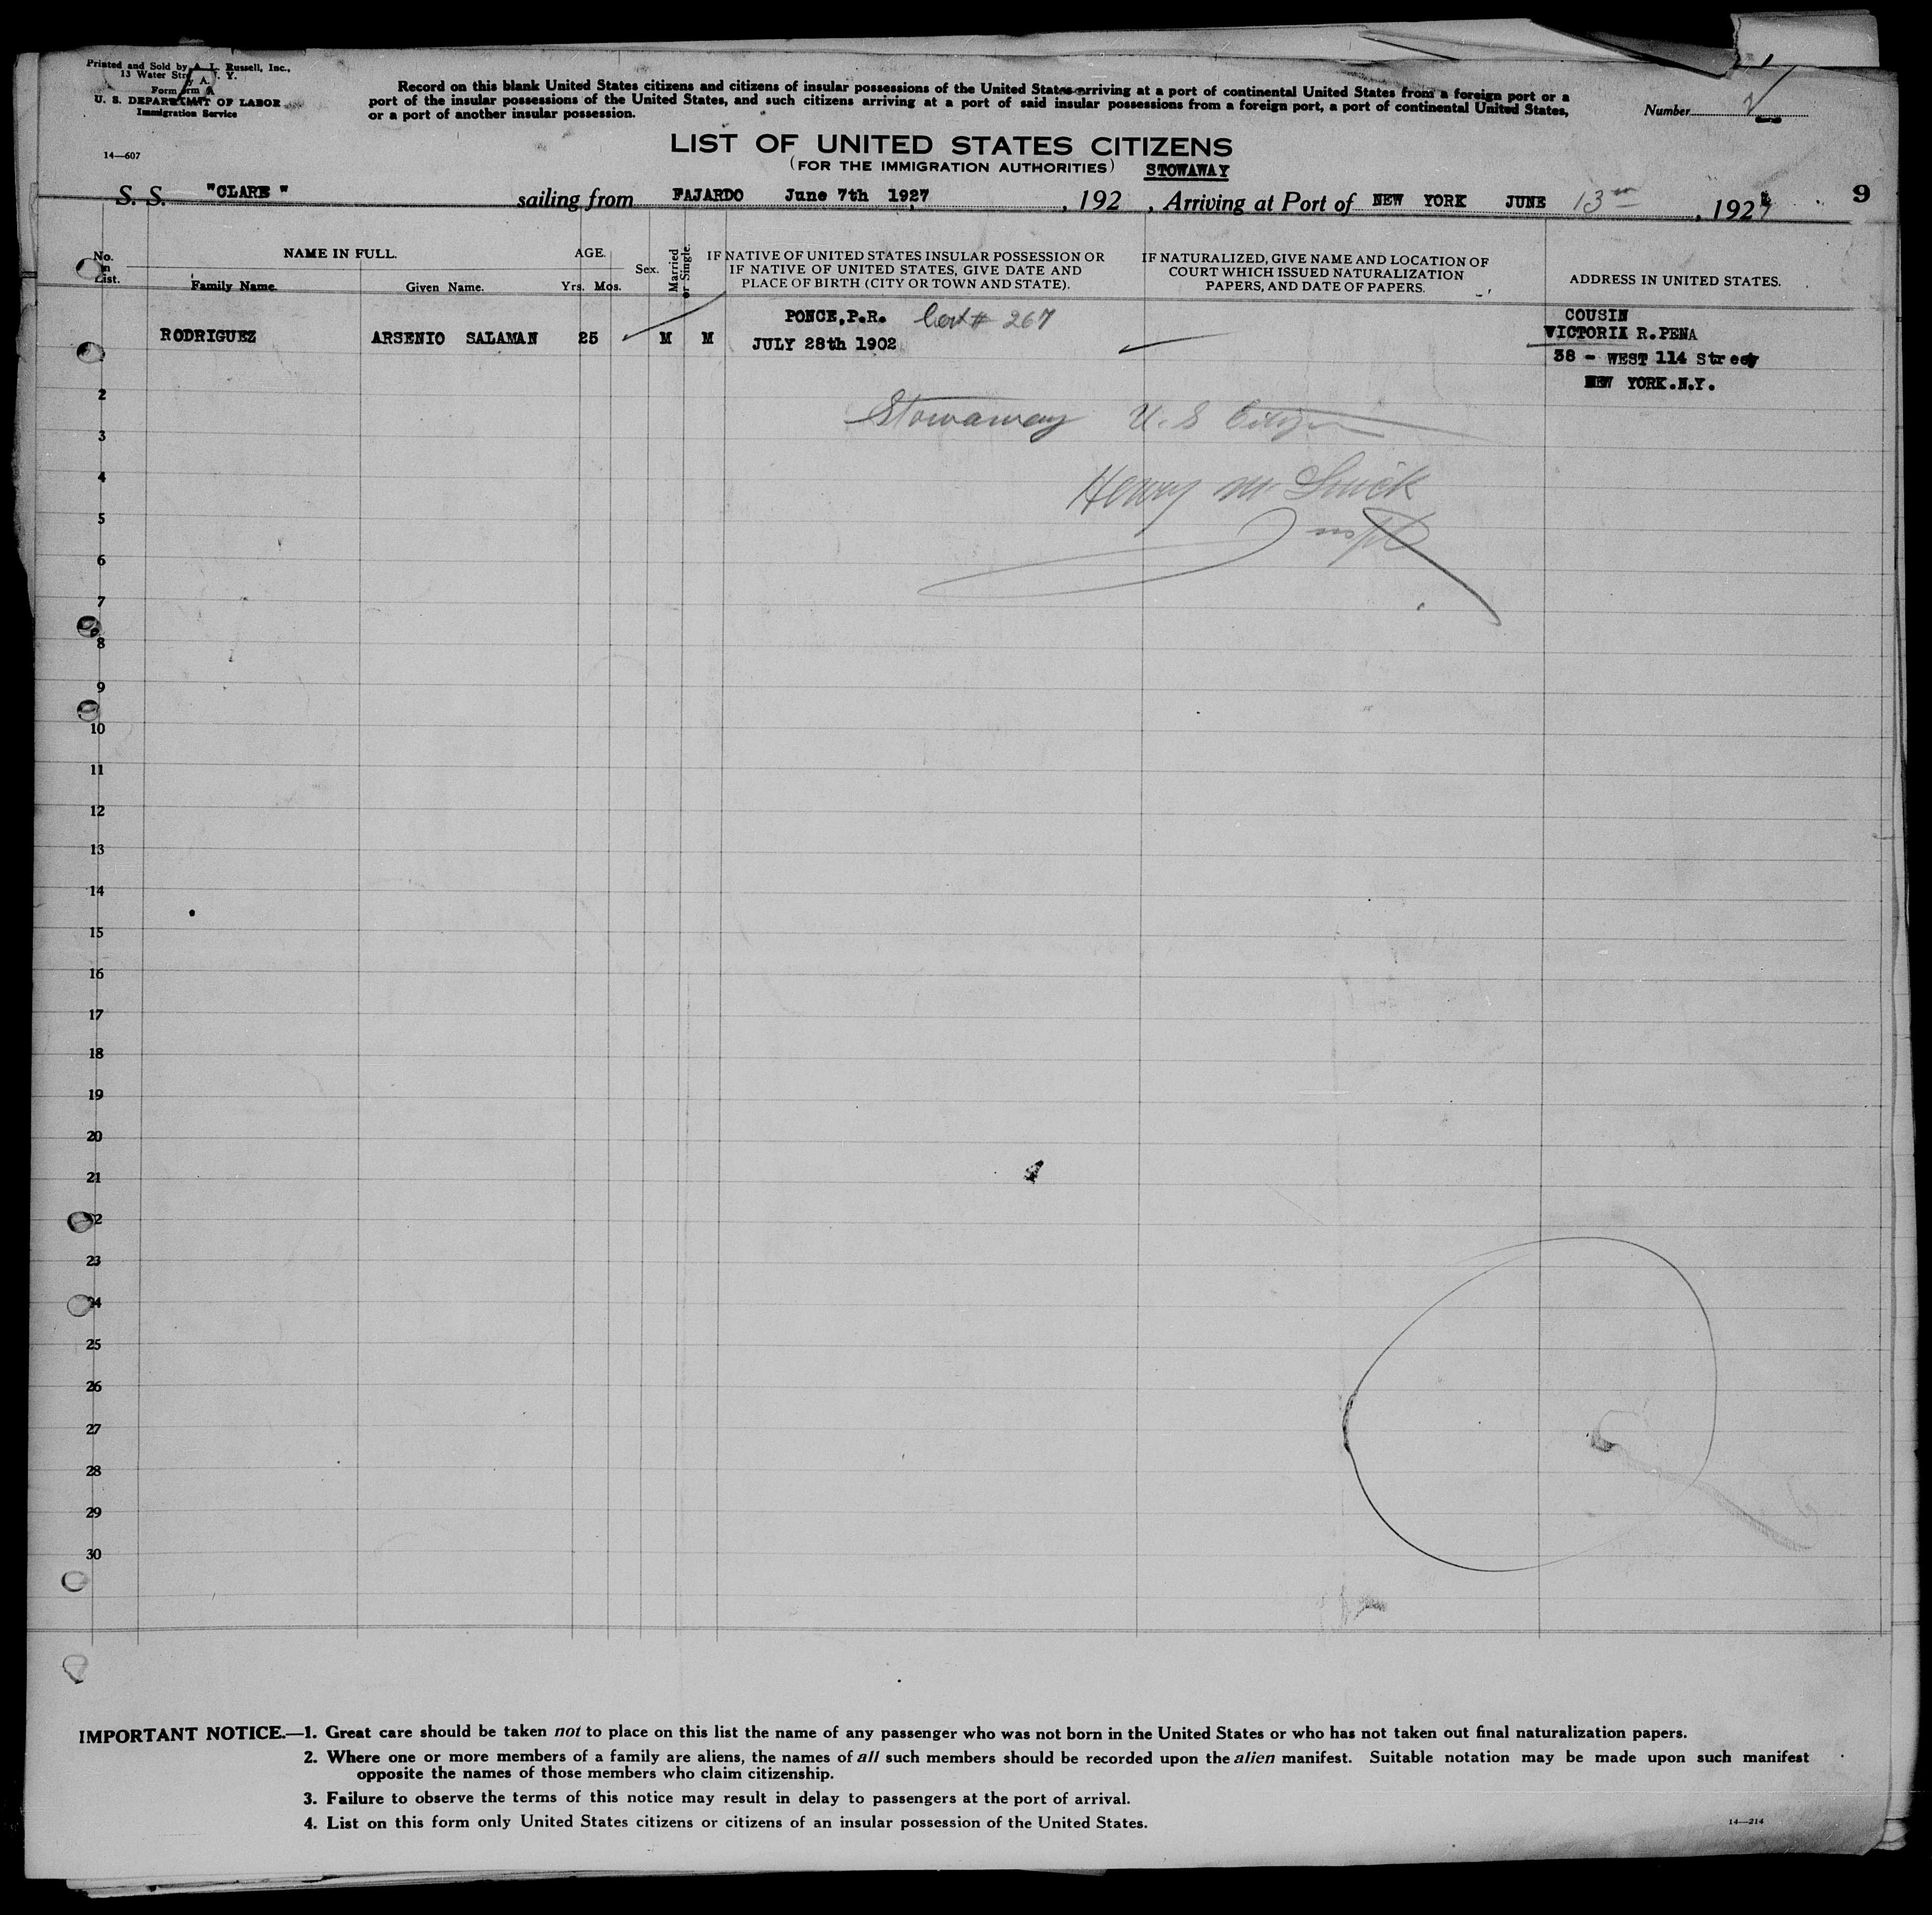 Printed and Sold by A. L. Russell, Inc.,
13 Water Str Y.
Form A
U. S. DEPARTMENT OF LABOR
Immigration Service
14—607
Record on this blank United States citizens and citizens of insular possessions of the United States arriving at a port of continental United States from a foreign port or a
port of the insular possessions of the United States, and such citizens arriving at a port of said insular possessions from a foreign port, a port of continental United States,
or a port of another insular possession.
Number
LIST OF UNITED STATES CITIZENS
(FOR THE IMMIGRATION AUTHORITIES) STOWAWAY
S. S. "CLARE" sailing from FAJARDO June 7th 1927, 192 , Arriving at Port of NEW YORK JUNE 13th, 1927
9
No. in List.
NAME IN FULL.
Family Name. Given Name.
AGE.
Yrs. Mos.
Sex.
Married or Single.
IF NATIVE OF UNITED STATES INSULAR POSSESSION OR
IF NATIVE OF UNITED STATES, GIVE DATE AND
PLACE OF BIRTH (CITY OR TOWN AND STATE).
IF NATURALIZED, GIVE NAME AND LOCATION OF
COURT WHICH ISSUED NATURALIZATION
PAPERS, AND DATE OF PAPERS.
ADDRESS IN UNITED STATES.
RODRIGUEZ ARSENIO SALAMAN 25 M M
PONCE, P.R. Cert # 267
JULY 28th 1902
COUSIN
VICTORIA R.PENA
38 - WEST 114 Street
NEW YORK.N.Y.
Stowaway U.S Citizen
Henry M
Insptr
2
3
4
5
6
7
8
9
10
11
12
13
14
15
16
17
18
19
20
21
22
23
24
25
26
27
28
29
30
IMPORTANT NOTICE.—1. Great care should be taken not to place on this list the name of any passenger who was not born in the United States or who has not taken out final naturalization papers.
2. Where one or more members of a family are aliens, the names of all such members should be recorded upon the alien manifest. Suitable notation may be made upon such manifest
opposite the names of those members who claim citizenship.
3. Failure to observe the terms of this notice may result in delay to passengers at the port of arrival.
4. List on this form only United States citizens or citizens of an insular possession of the United States.
14—214